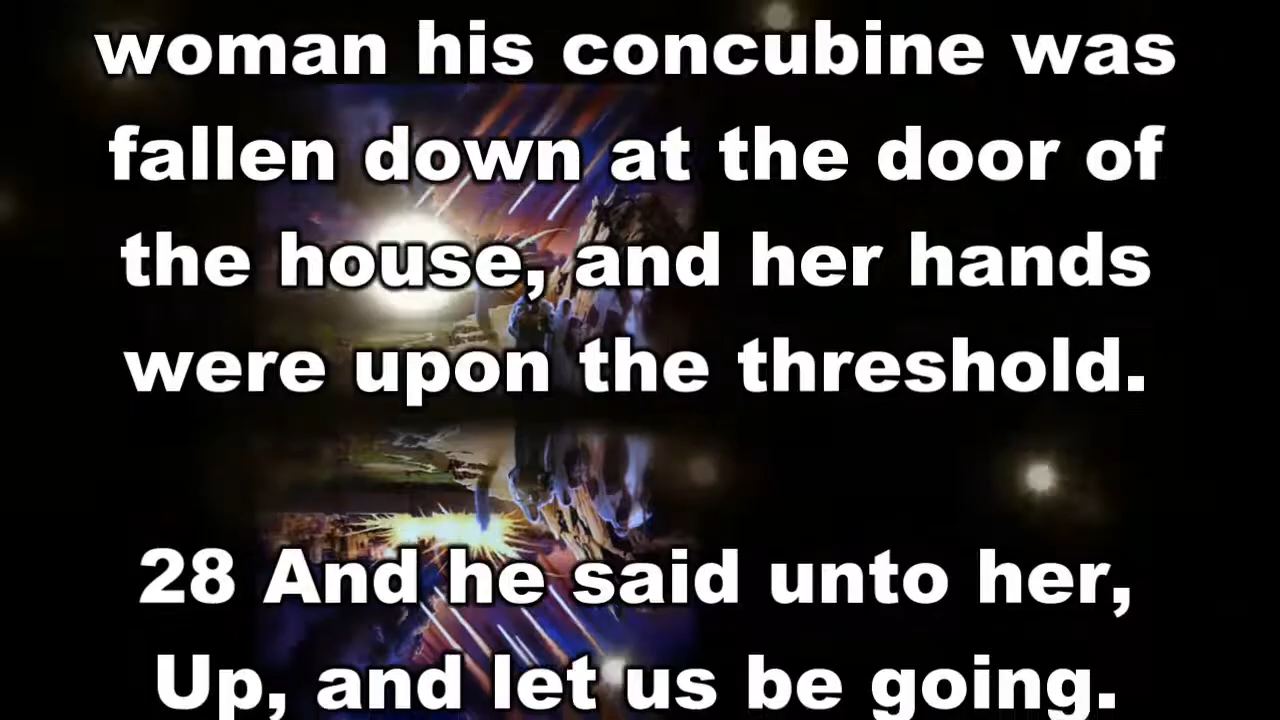 woman his concubine was
fallen down at the door of
the house, and her hands
were upon the threshold.
28 And he said unto her,
Up, and let us be going.